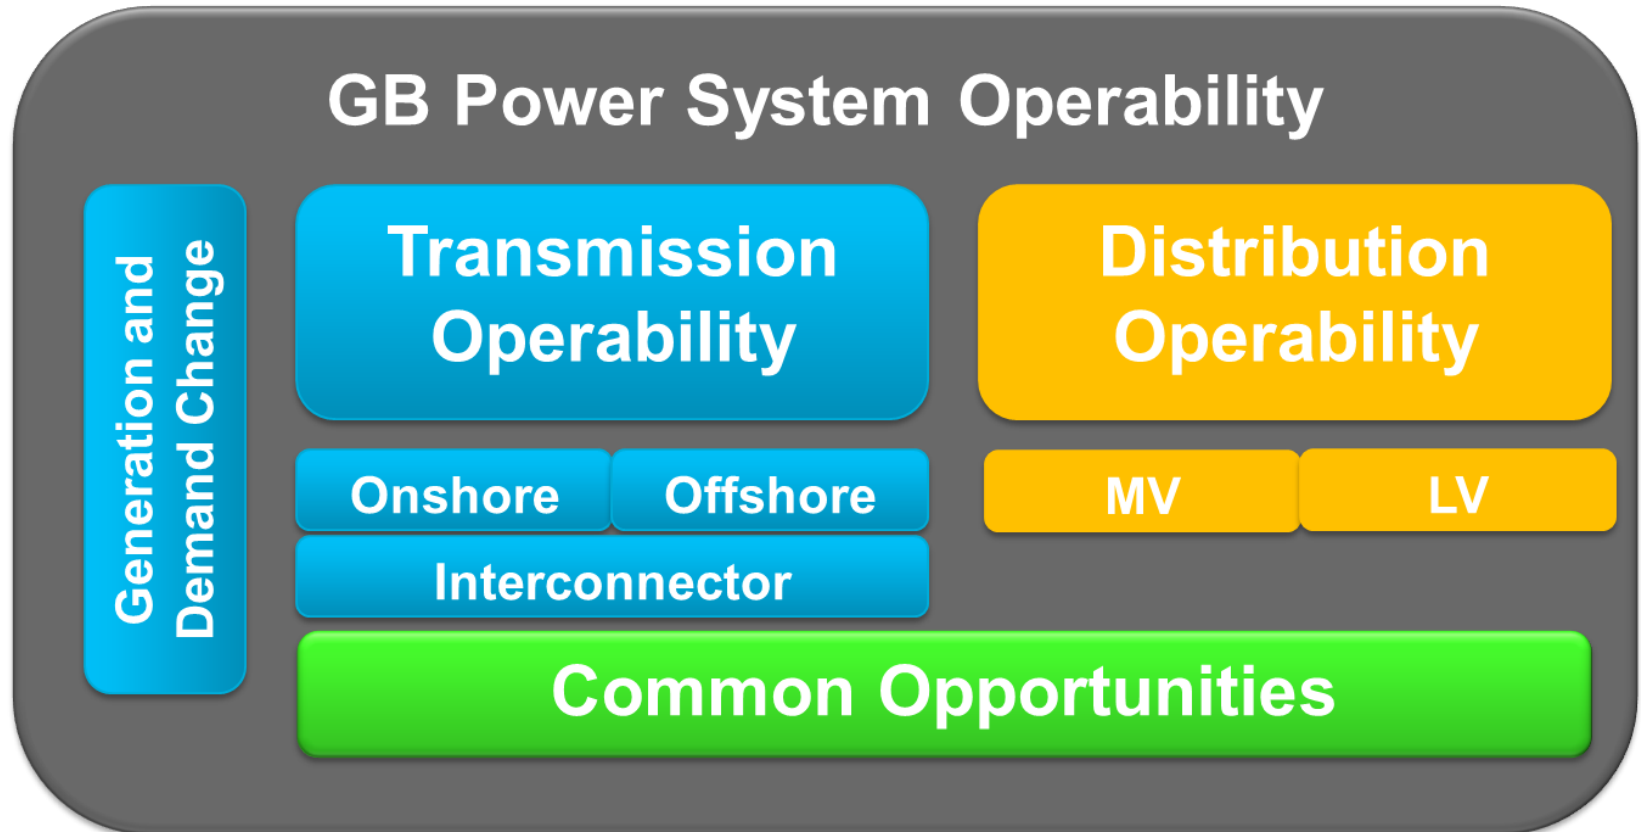 GB Power System Operability
Generation and
Demand Change
Transmission
Operability
Distribution
Operability
Onshore
Offshore
MV
LV
Interconnector
Common Opportunities